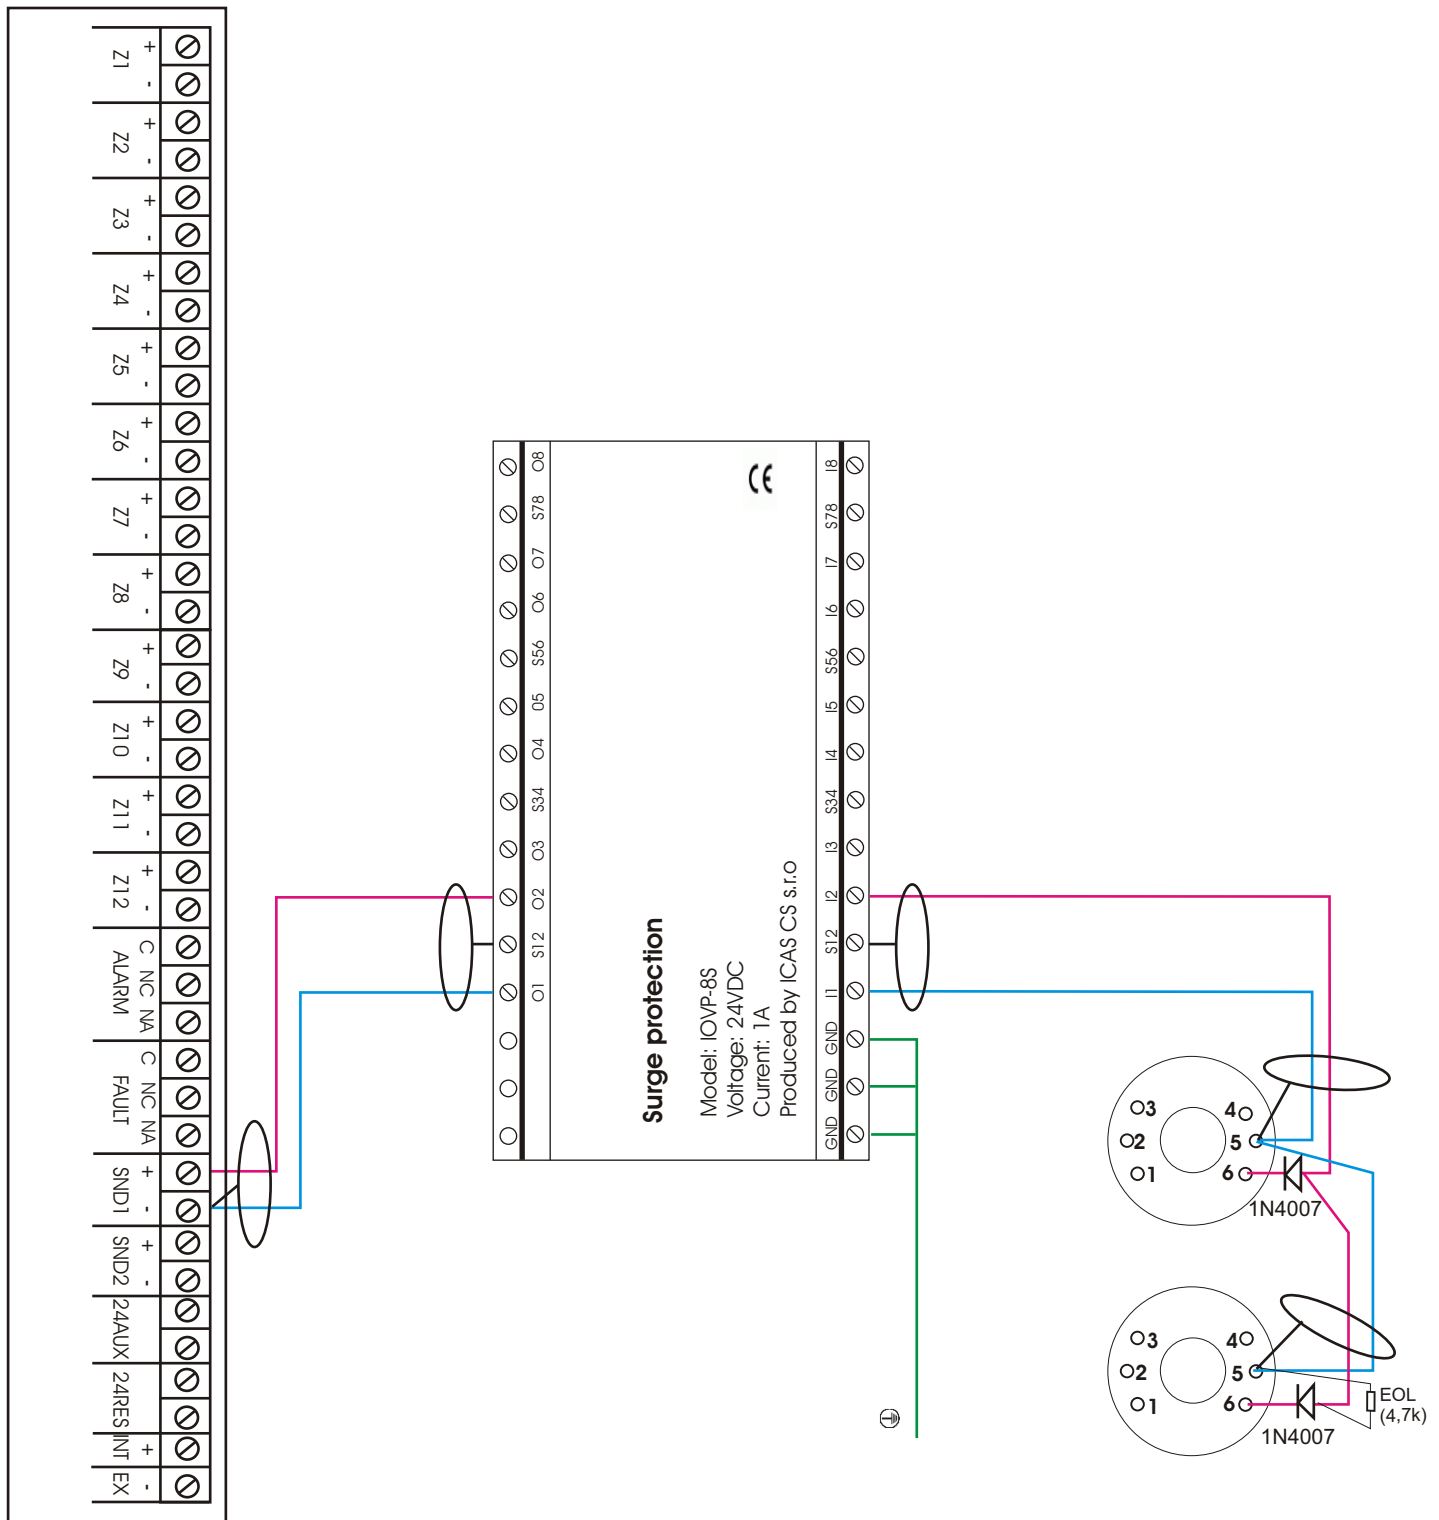 Z1 + -
Z2 + -
Z3 + -
Z4 + -
Z5 + -
Z6 + -
Z7 + -
Z8 + -
Z9 + -
Z10 + -
Z11 + -
Z12 + -
C NC NA
ALARM
C NC NA
FAULT
SND1 + -
SND2 + -
24AUX
24RES
INT +
EX -
O8
S78
O7
O6
S56
05
O4
S34
O3
O2
S12
O1
CE
Surge protection
Model: IOVP-8S
Voltage: 24VDC
Current: 1A
Produced by ICAS CS s.r.o
I8
S78
I7
I6
S56
I5
I4
S34
I3
I2
S12
I1
GND
GND
GND
3 4
2 5
1 6
1N4007
3 4
2 5
1 6
1N4007
EOL
(4,7k)